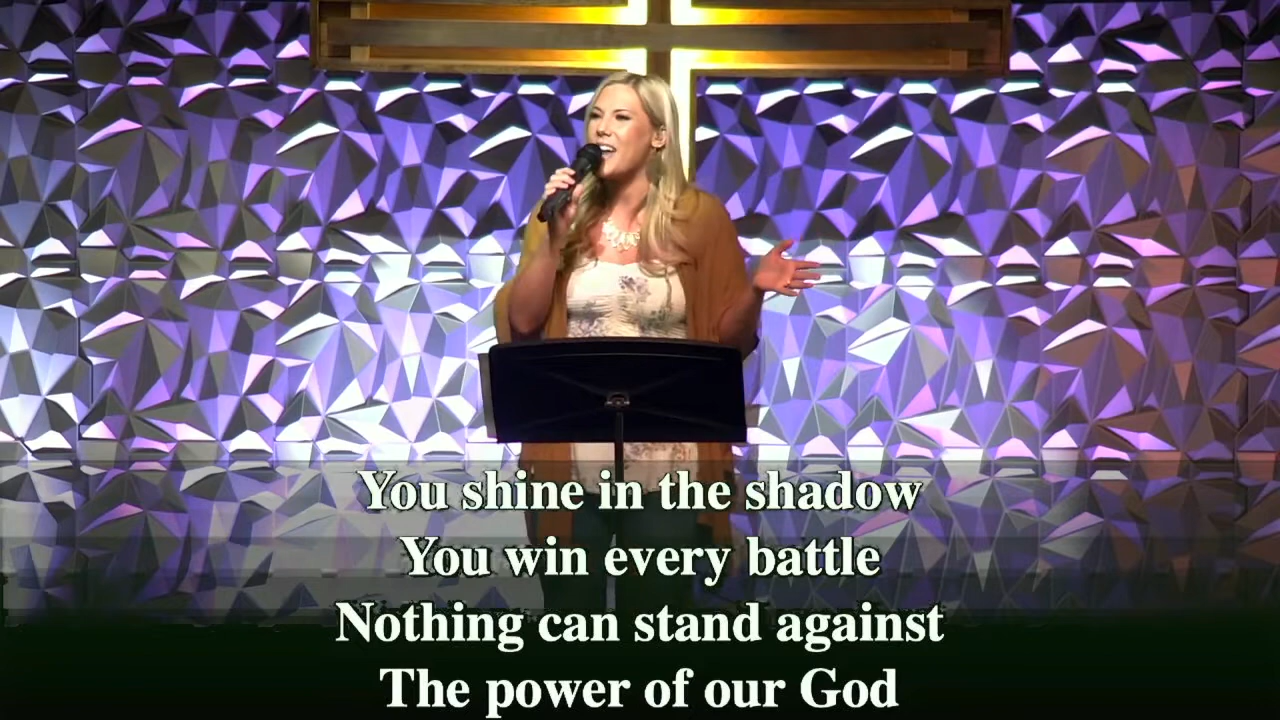 You shine in the shadow
You win every battle
Nothing can stand against
The power of our God